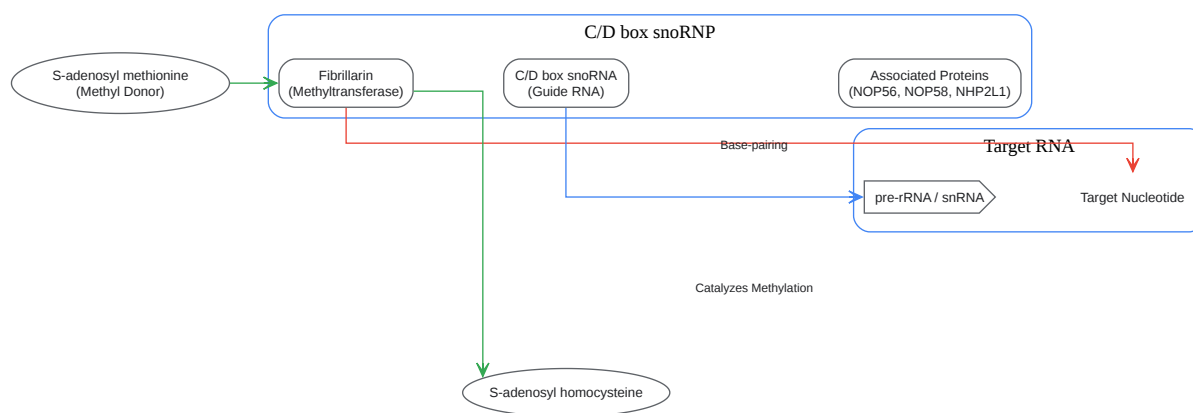 C/D box snoRNP
S-adenosyl methionine
(Methyl Donor)
Fibrillarin
(Methyltransferase)
C/D box snoRNA
(Guide RNA)
Associated Proteins
(NOP56, NOP58, NHP2L1)
Base-pairing
Target RNA
pre-rRNA / snRNA
Target Nucleotide
Catalyzes Methylation
S-adenosyl homocysteine